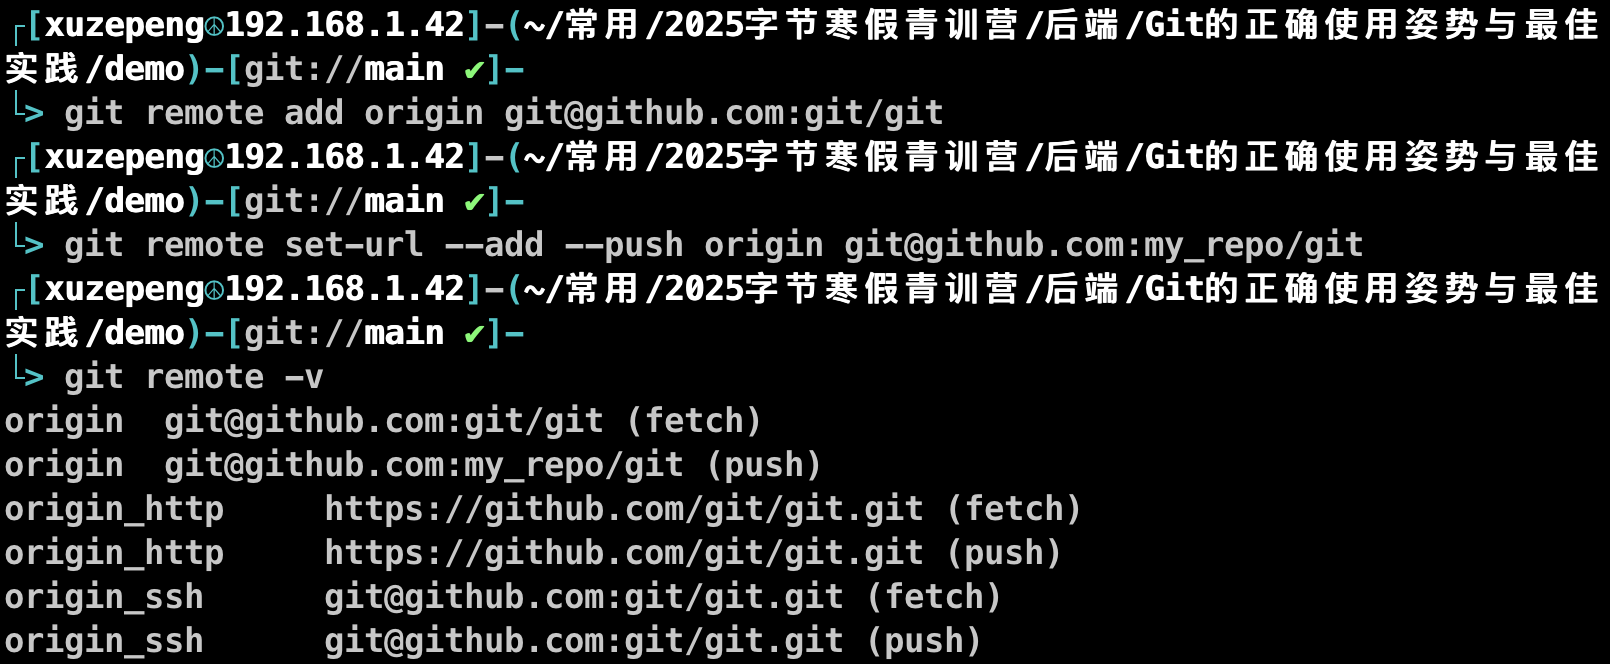 ┌[xuzepeng☮192.168.1.42]-(~/常用/2025字节寒假青训营/后端/Git的正确使用姿势与最佳
实践/demo)-[git://main ✔]-
└> git remote add origin git@github.com:git/git
┌[xuzepeng☮192.168.1.42]-(~/常用/2025字节寒假青训营/后端/Git的正确使用姿势与最佳
实践/demo)-[git://main ✔]-
└> git remote set-url --add --push origin git@github.com:my_repo/git
┌[xuzepeng☮192.168.1.42]-(~/常用/2025字节寒假青训营/后端/Git的正确使用姿势与最佳
实践/demo)-[git://main ✔]-
└> git remote -v
origin  git@github.com:git/git (fetch)
origin  git@github.com:my_repo/git (push)
origin_http     https://github.com/git/git.git (fetch)
origin_http     https://github.com/git/git.git (push)
origin_ssh      git@github.com:git/git.git (fetch)
origin_ssh      git@github.com:git/git.git (push)